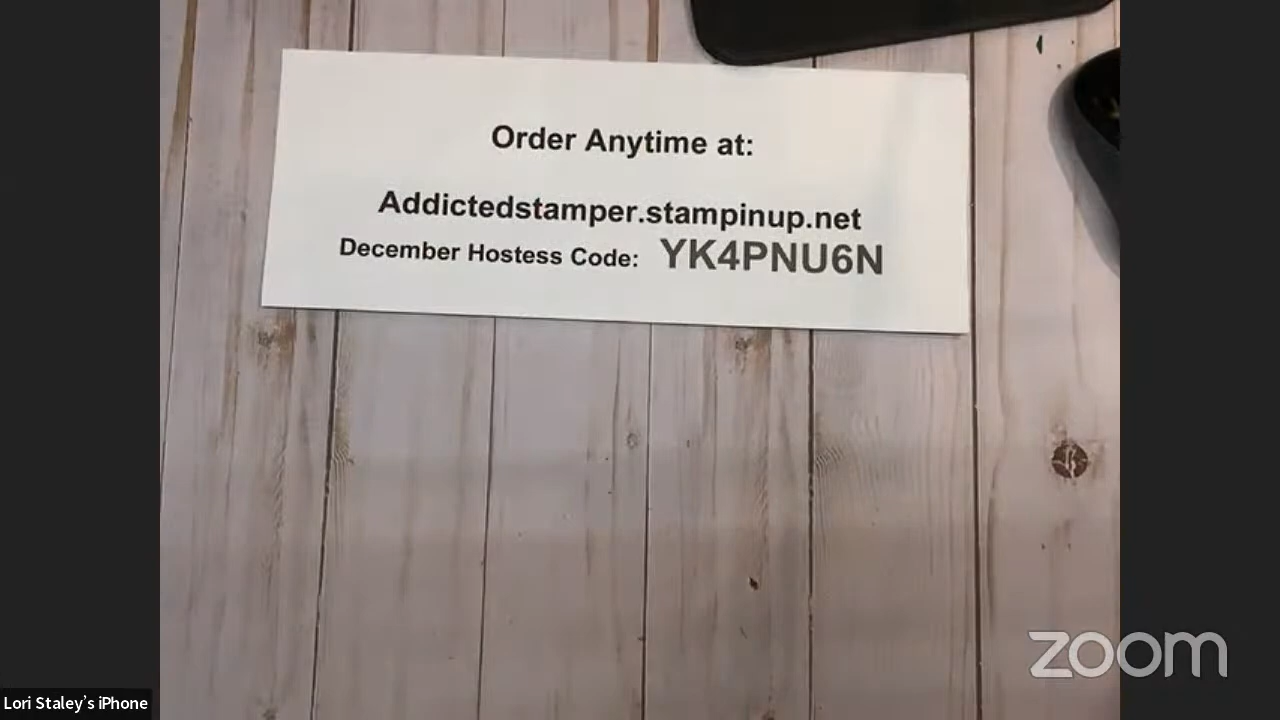 Order Anytime at:
Addictedstamper.stampinup.net
December Hostess Code: YK4PNU6N
zoom
Lori Staley's iPhone